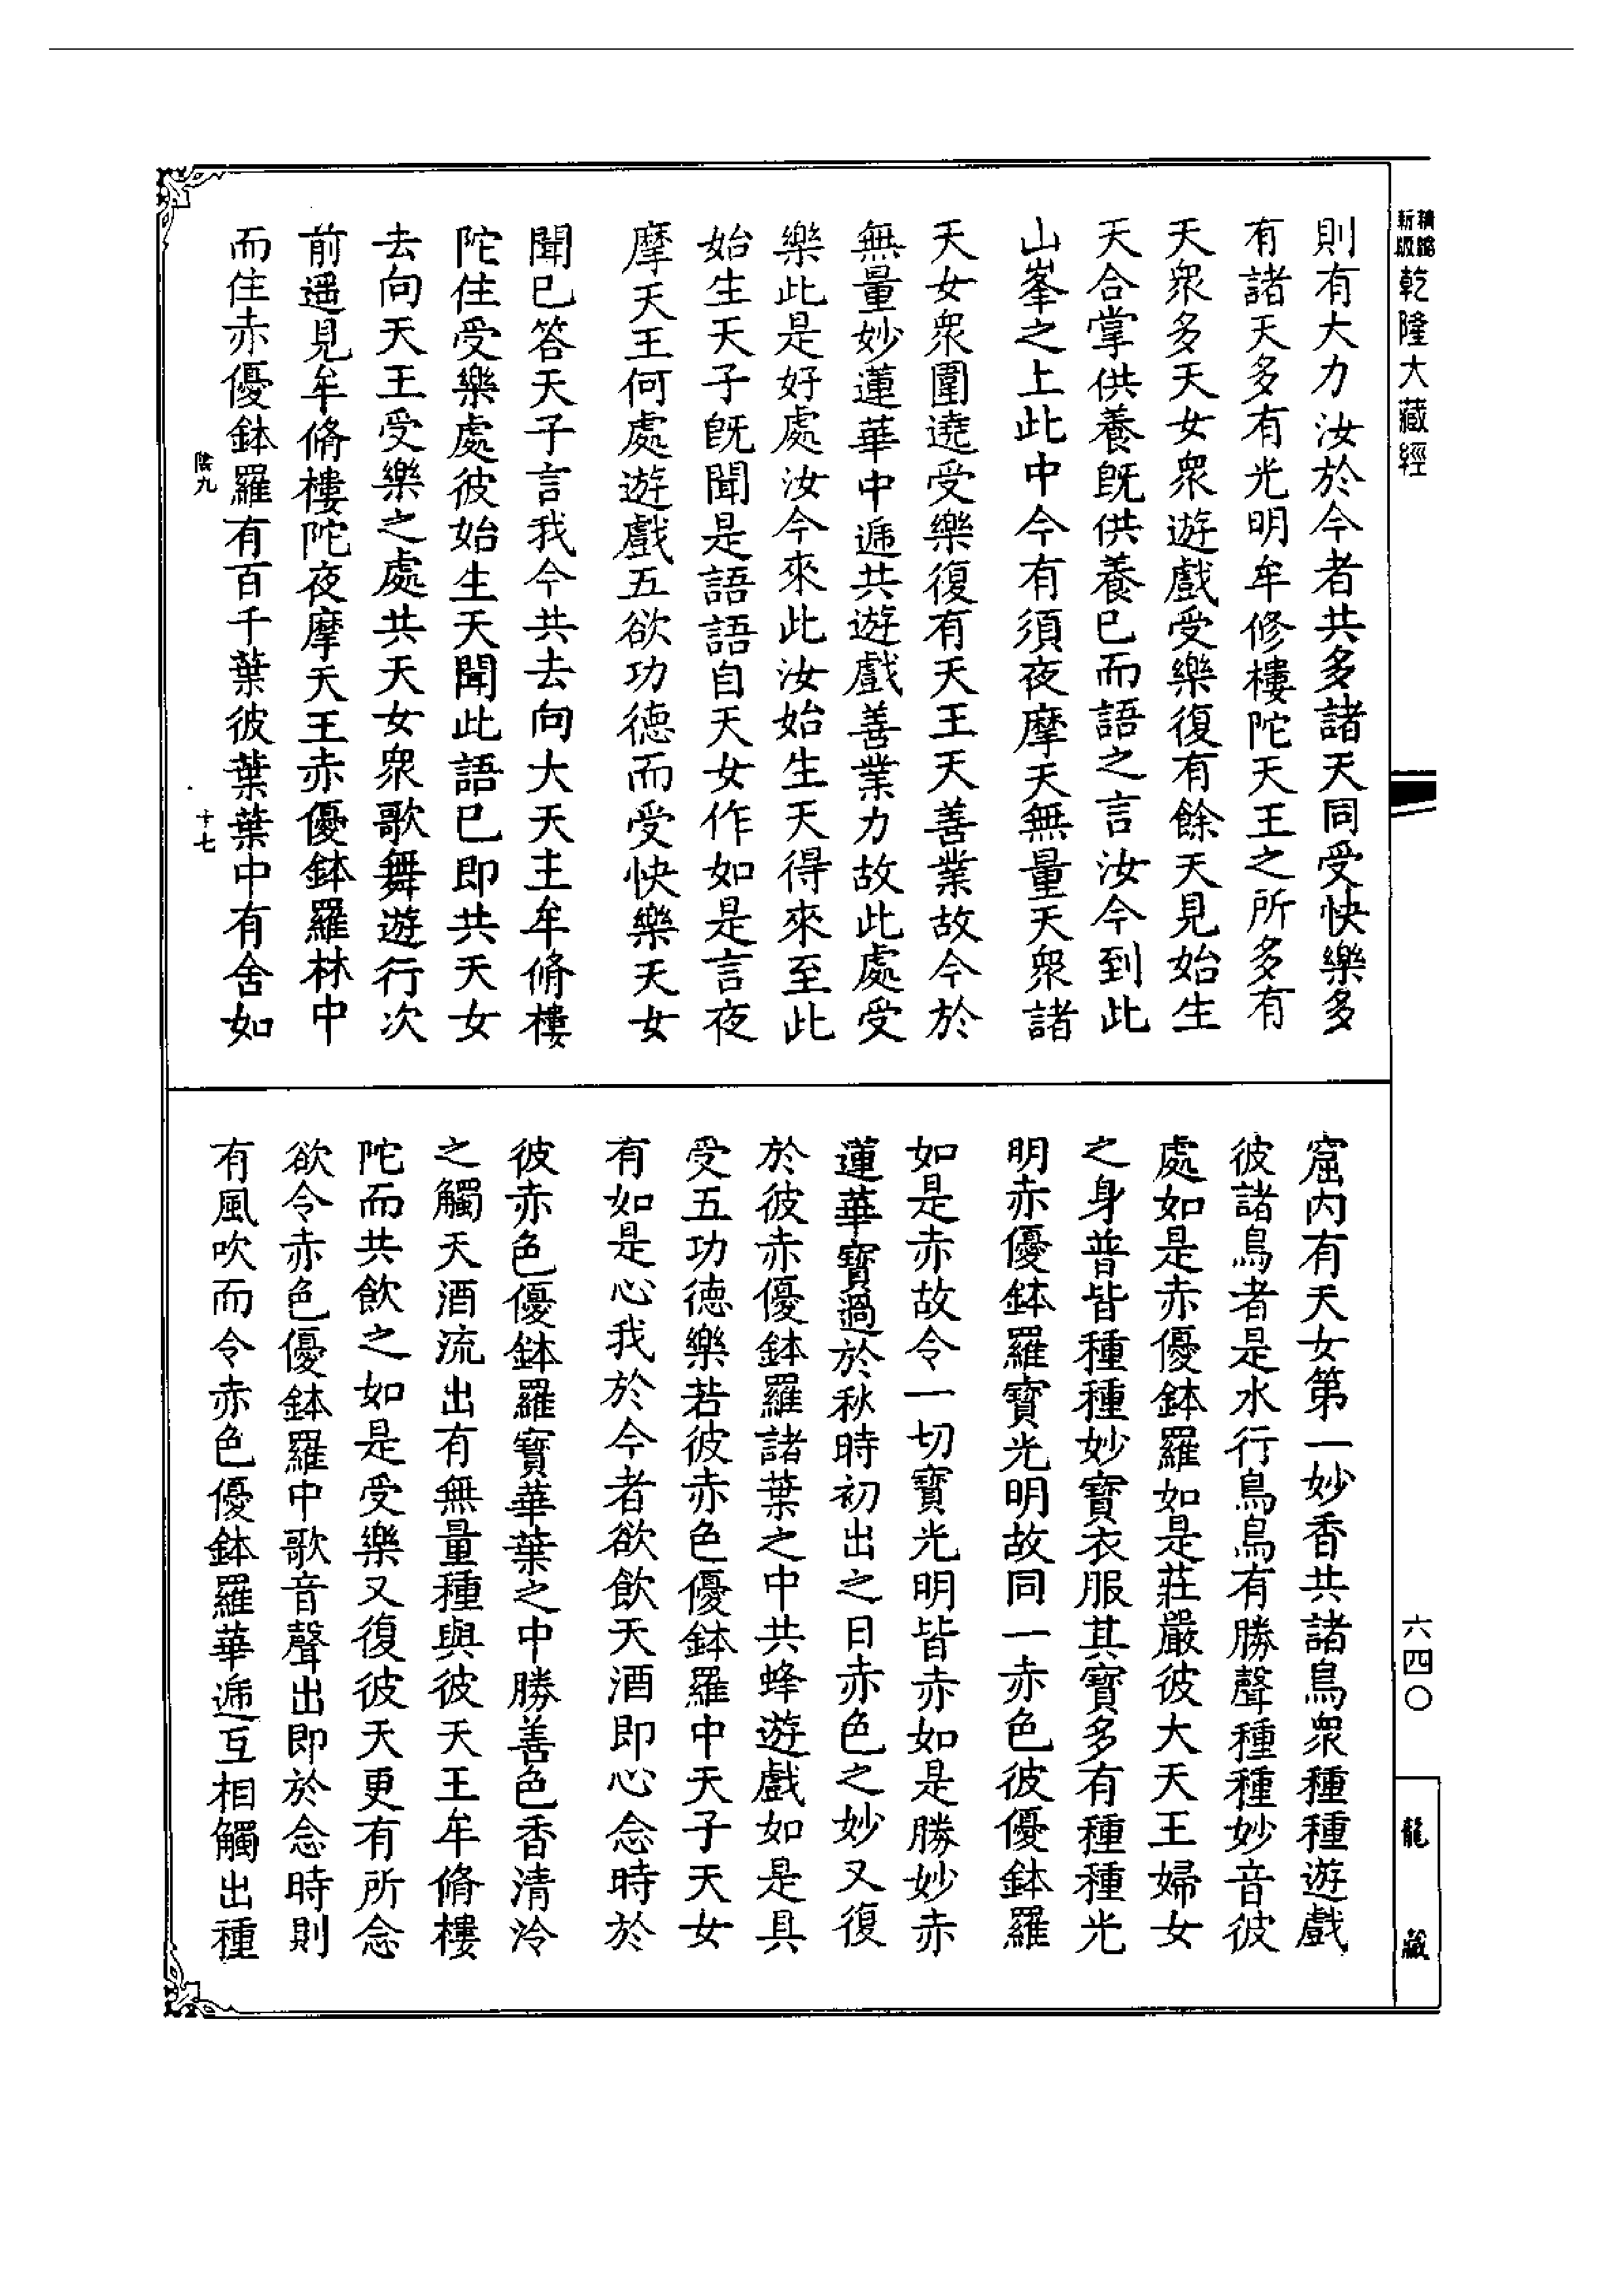 精縮新版乾隆大藏經
則有大力汝於今者共多諸天同受快樂多
有諸天多有光明牟修樓陀天王之所多有
天眾多天女眾遊戲受樂復有餘天見始生
天合掌供養旣供養已而語之言汝今到此
山峯之上此中今有須夜摩天無量天眾諸
天女眾圍遶受樂復有天王天善業故今於
無量妙蓮華中遞共遊戲善業力故此處受
樂此是好處汝今來此汝始生天得來至此
始生天子旣聞是語語自天女作如是言夜
摩天王何處遊戲五欲功德而受快樂天女
聞已答天子言我今共去向大天主牟脩樓
陀住受樂處彼始生天聞此語已即共天女
去向天王受樂之處共天女眾歌舞遊行次
前遥見牟脩樓陀夜摩天王赤優鉢羅林中
而住赤優鉢羅有百千葉彼葉葉中有舍如
陰九
十七
窟内有天女第一妙香共諸鳥眾種種遊戲
彼諸鳥者是水行鳥鳥有勝聲種種妙音彼
處如是赤優鉢羅如是莊嚴彼大天王婦女
之身普皆種種妙寶衣服其寶多有種種光
明赤優鉢羅寶光明故同一赤色彼優鉢羅
如是赤故令一切寶光明皆赤如是勝妙赤
蓮華寶過於秋時初出之日赤色之妙又復
於彼赤優鉢羅諸葉之中共蜂遊戲如是具
受五功德樂若彼赤色優鉢羅中天子天女
有如是心我於今者欲飲天酒即心念時於
彼赤色優鉢羅寶華葉之中勝善色香清泠
之觸天酒流出有無量種與彼天王牟脩樓
陀而共飲之如是受樂又復彼天更有所念
欲令赤色優鉢羅中歌音聲出即於念時則
有風吹而令赤色優鉢羅華遞互相觸出種
六四〇
龍藏